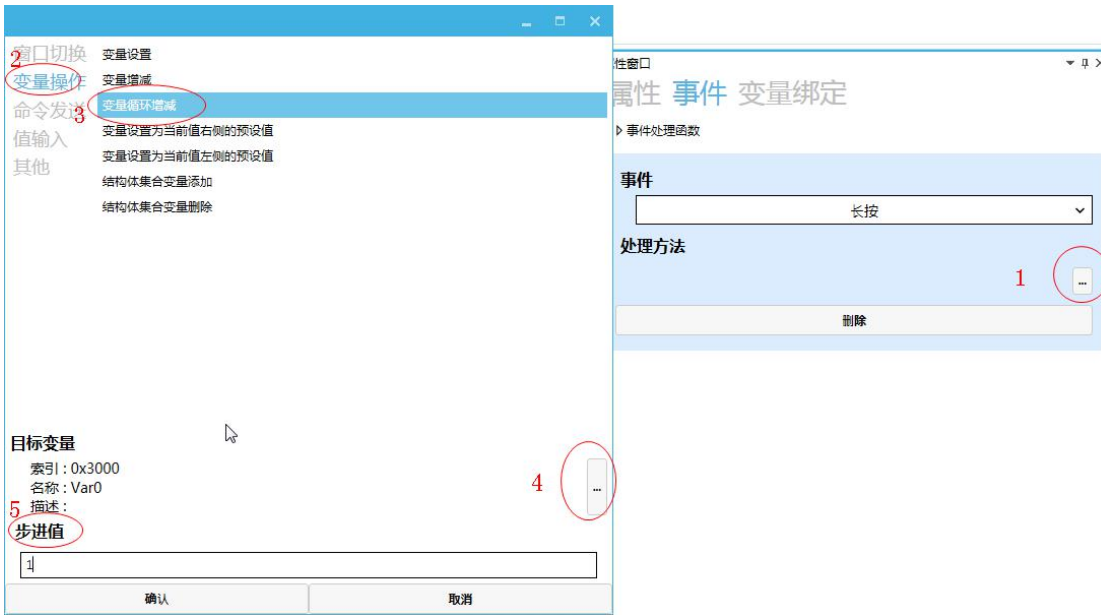 窗口切换
变量操作
命令发送
值输入
其他
变量设置
变量增减
变量循环增减
变量设置为当前值右侧的预设值
变量设置为当前值左侧的预设值
结构体集合变量添加
结构体集合变量删除
2
3
目标变量
索引 : 0x3000
名称 : Var0
描述 :
4
5
步进值
1
确认 取消
性窗口
属性 事件 变量绑定
事件处理函数
事件
长按
处理方法
1
...
删除
...